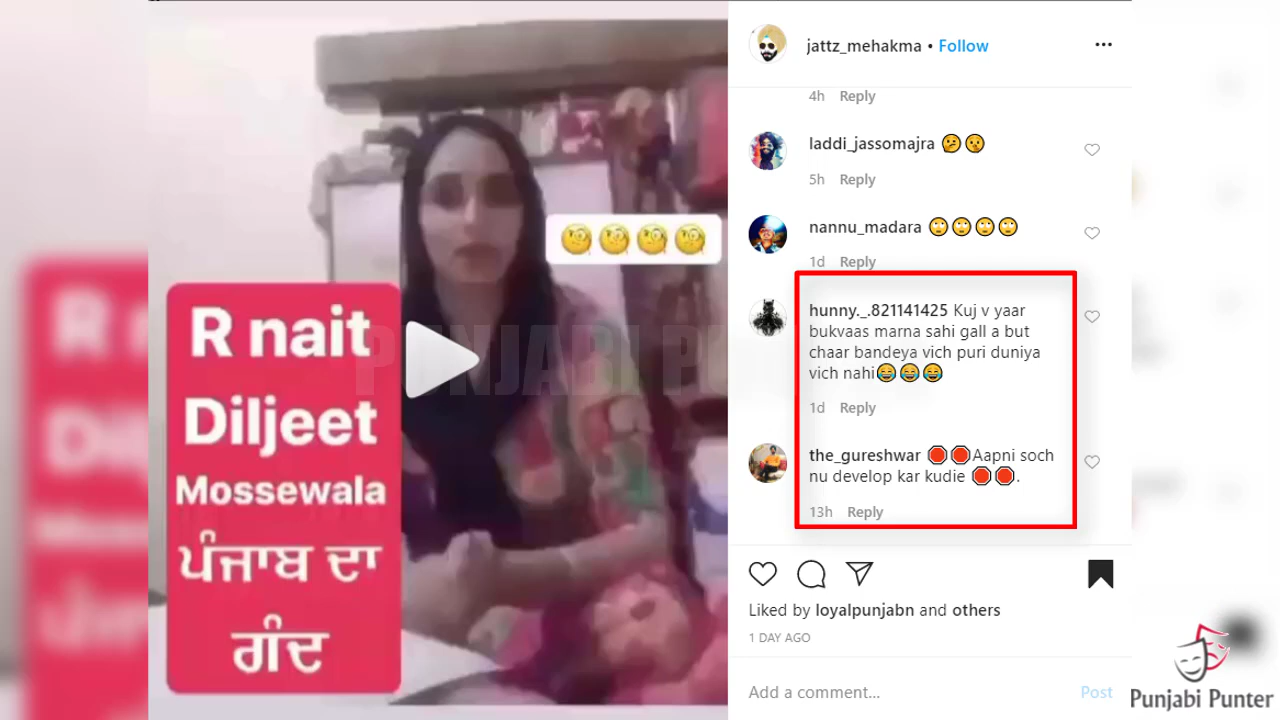 R nait
Diljeet
Mossewala
ਪੰਜਾਬ ਦਾ
ਗੰਦ
PUNJABI PU
jattz_mehakma • Follow
4h Reply
laddi_jassomajra 🤔🤫
5h Reply
nannu_madara 🙄🙄🙄🙄
1d Reply
hunny._.821141425 Kuj v yaar
bukvaas marna sahi gall a but
chaar bandeya vich puri duniya
vich nahi😂😂😂
1d Reply
the_gureshwar 🛑🛑Aapni soch
nu develop kar kudie 🛑🛑.
13h Reply
Liked by loyalpunjabn and others
1 DAY AGO
Add a comment... Post
Punjabi Punter